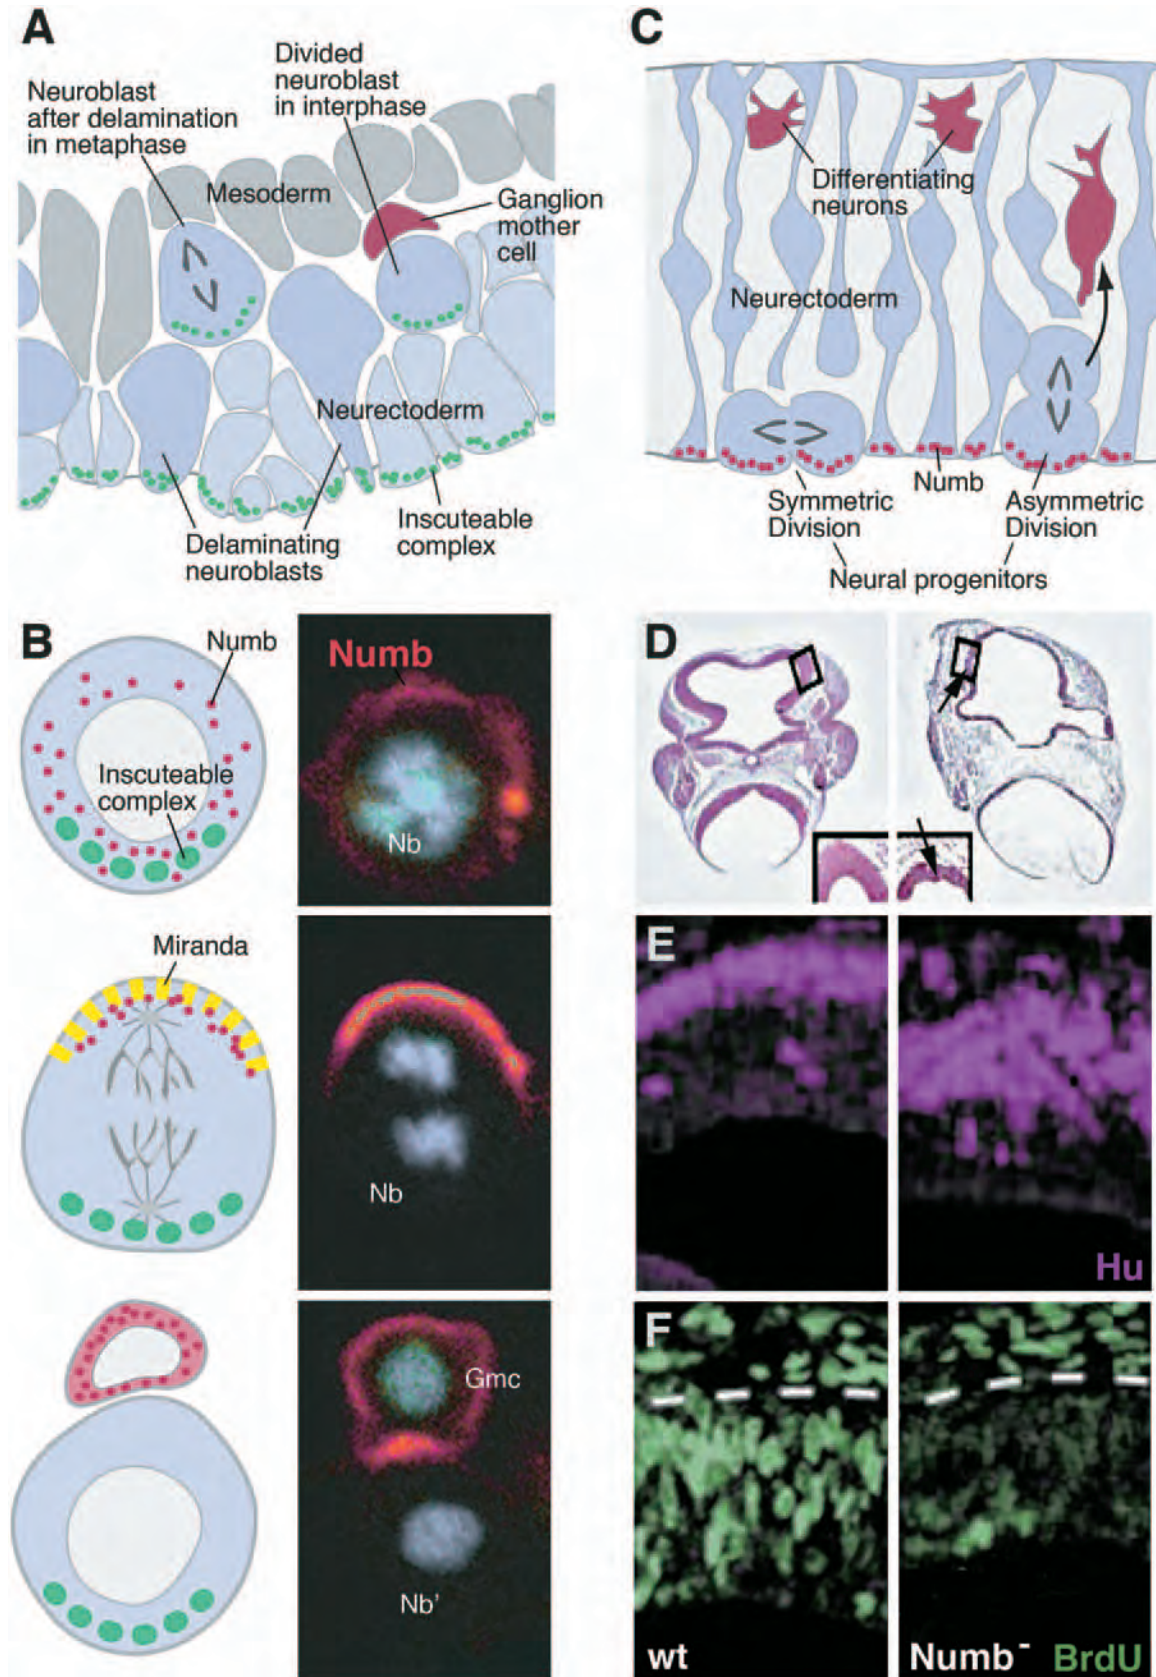 A
Neuroblast
after delamination
in metaphase
Divided
neuroblast
in interphase
Mesoderm
Ganglion
mother
cell
Neurectoderm
Inscuteable
complex
Delaminating
neuroblasts
C
Differentiating
neurons
Neurectoderm
Numb
Symmetric
Division
Asymmetric
Division
Neural progenitors
B
Numb
Inscuteable
complex
Numb
Nb
Miranda
Nb
Gmc
Nb'
D
E
Hu
F
wt
Numb⁻
BrdU